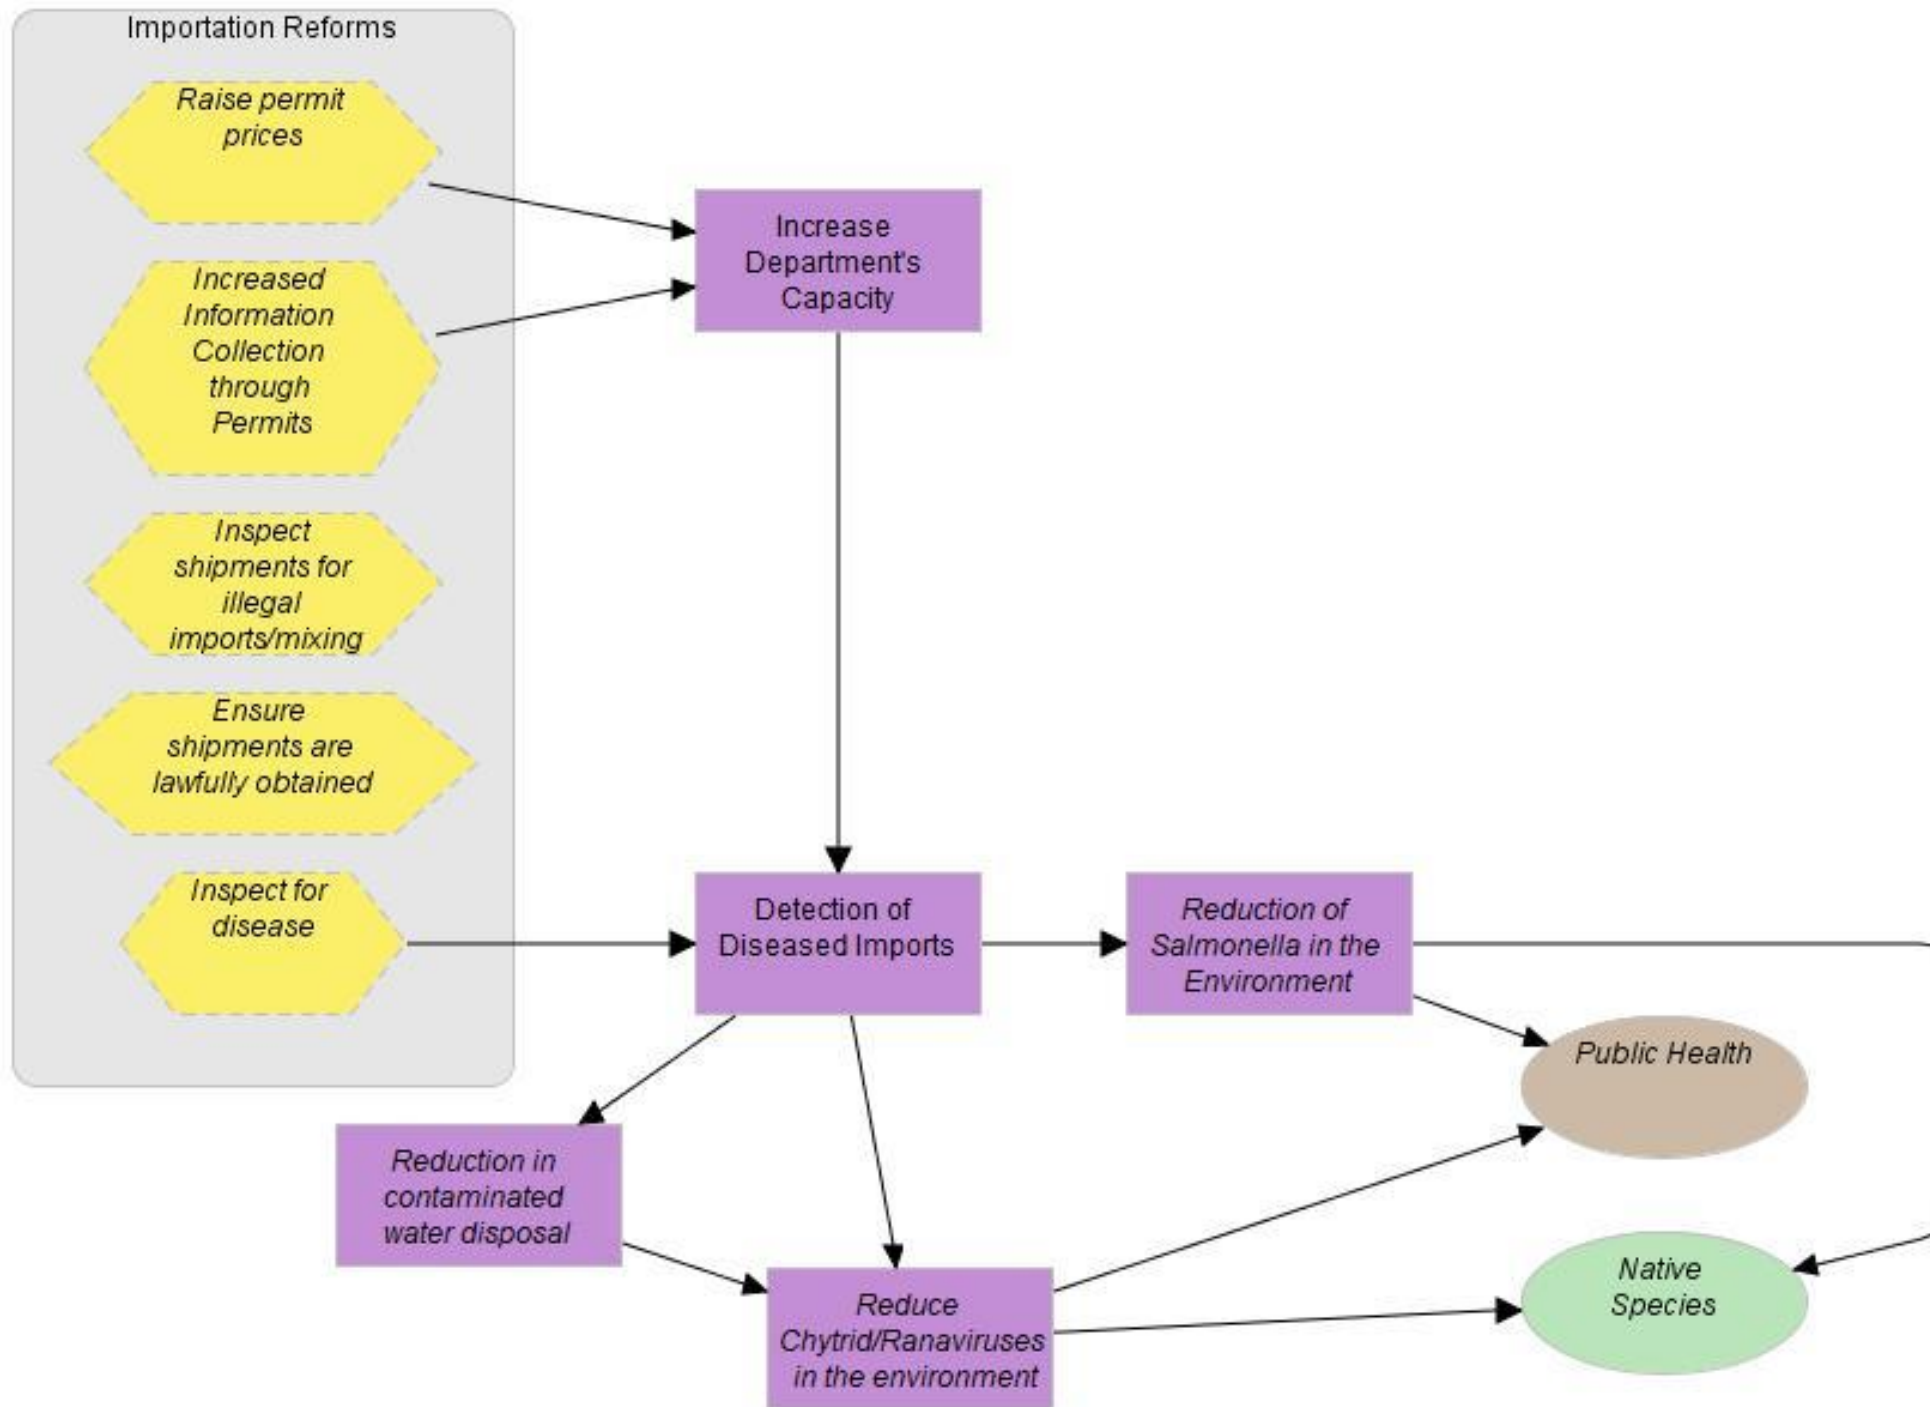 Importation Reforms
Raise permit
prices
Increased
Information
Collection
through
Permits
Inspect
shipments for
illegal
imports/mixing
Ensure
shipments are
lawfully obtained
Inspect for
disease
Increase
Department's
Capacity
Detection of
Diseased Imports
Reduction of
Salmonella in the
Environment
Public Health
Reduction in
contaminated
water disposal
Reduce
Chytrid/Ranaviruses
in the environment
Native
Species